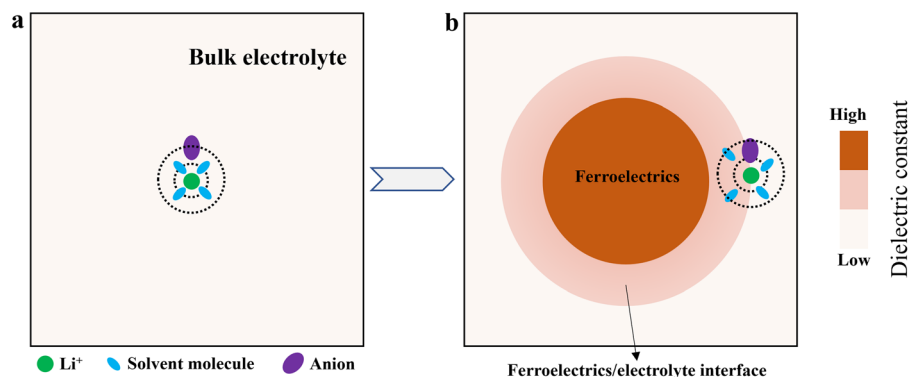 a
Bulk electrolyte
Li⁺
Solvent molecule
Anion
b
Ferroelectrics
Ferroelectrics/electrolyte interface
High
Low
Dielectric constant